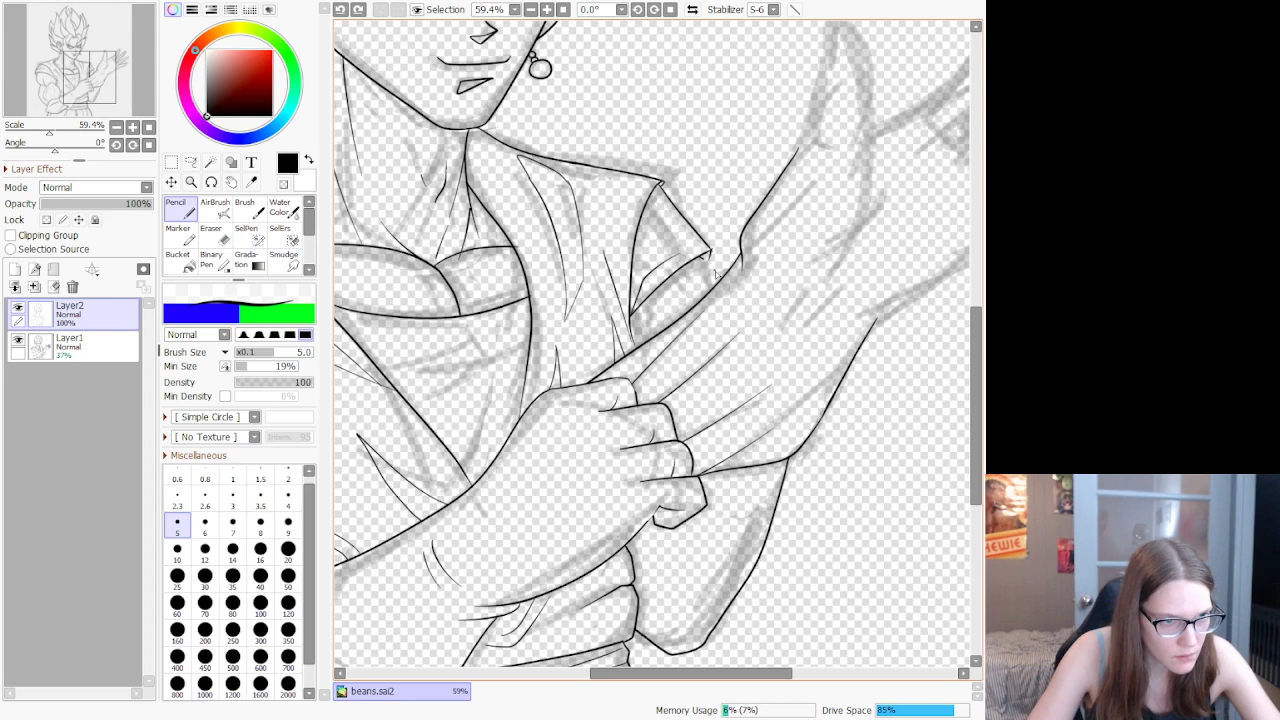 Selection 59.4% 0.0° Stabilizer S-6
Scale 59.4%
Angle 0°
Layer Effect
Mode Normal
Opacity 100%
Lock
Clipping Group
Selection Source
Layer2
Normal
100%
Layer1
Normal
37%
T
Pencil AirBrush Brush Water Color
Marker Eraser SelPen SelErs
Bucket Binary Pen Grada-tion Smudge
Normal
Brush Size x0.1 5.0
Min Size 19%
Density 100
Min Density 0%
[ Simple Circle ]
[ No Texture ] 95
Miscellaneous
0.6 0.8 1 1.5 2
2.3 2.6 3 3.5 4
5 6 7 8 9
10 12 14 16 20
25 30 35 40 50
60 70 80 100 120
160 200 250 300 350
400 450 500 600 700
800 1000 1200 1600 2000
beans.sai2 59%
Memory Usage 6% (7%) Drive Space 85%